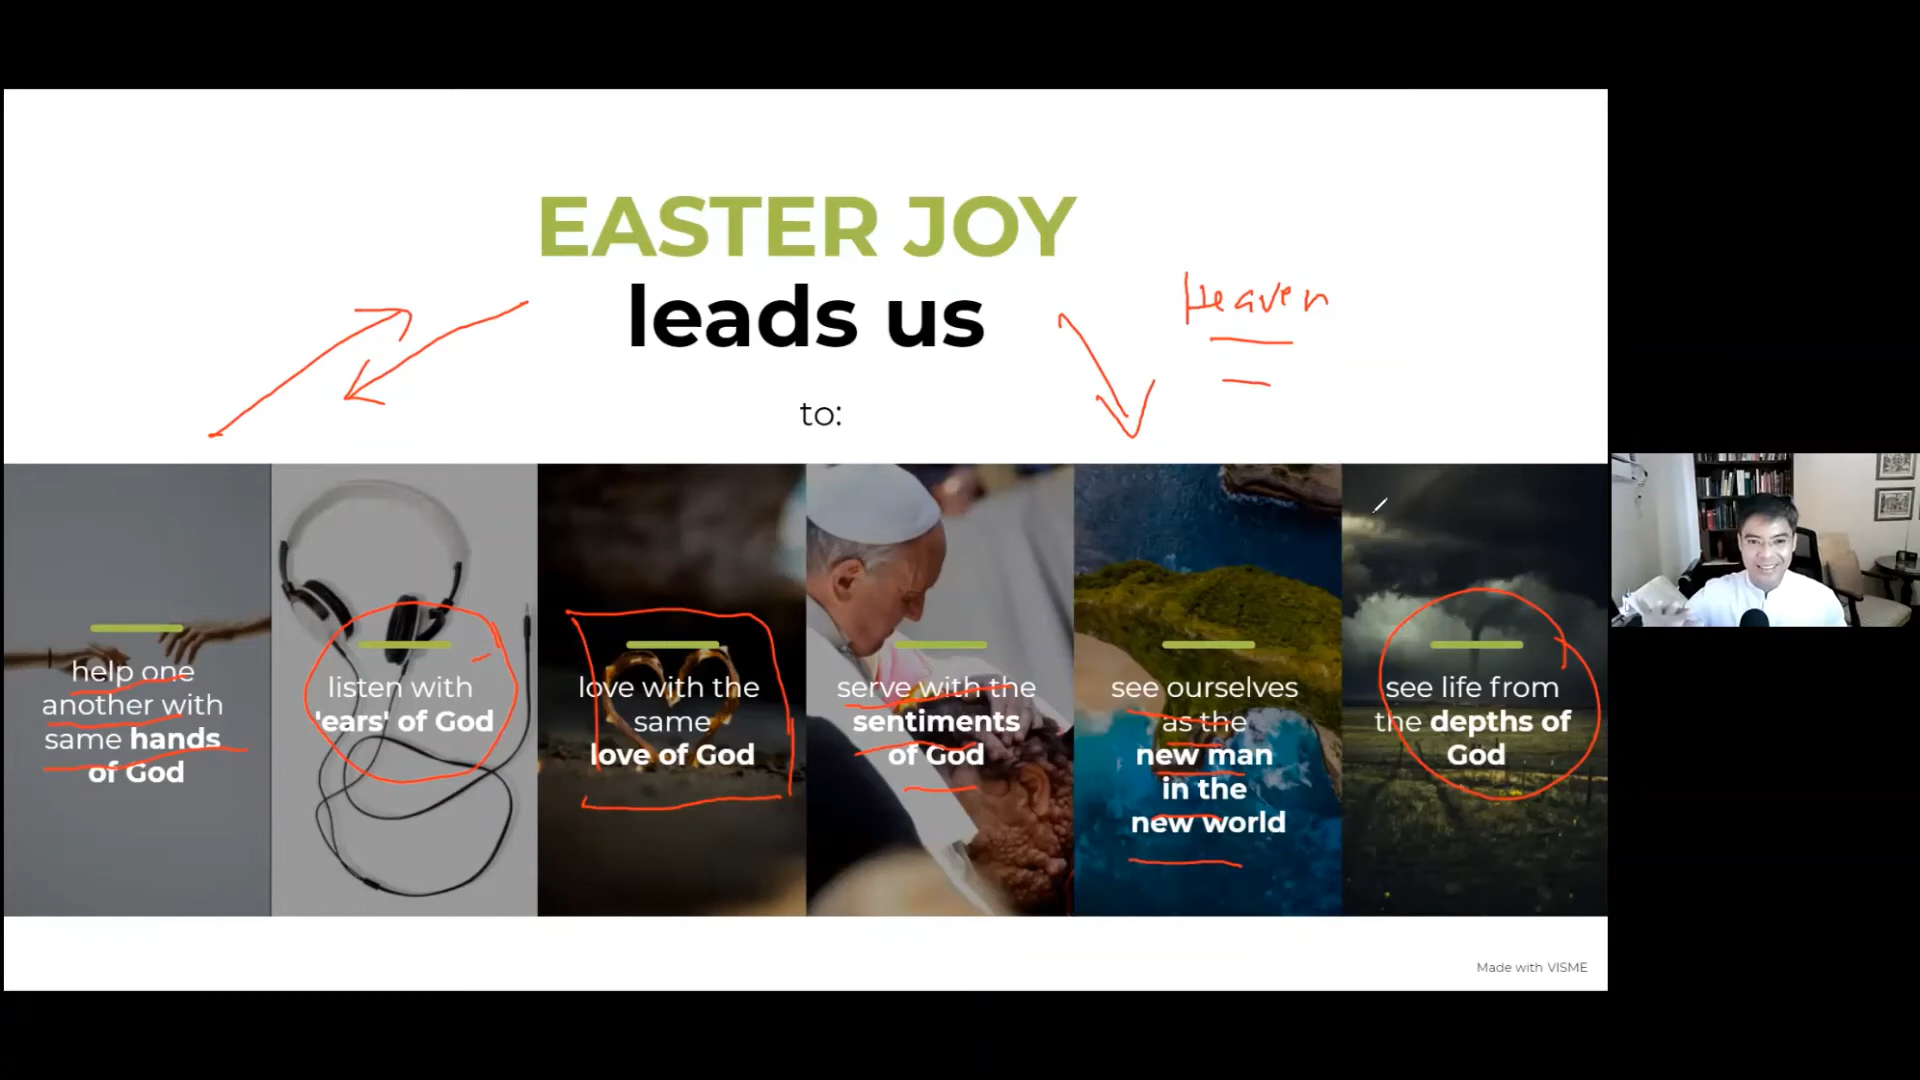 EASTER JOY
leads us
Heaven
to:
help one
another with
same hands
of God
listen with
'ears' of God
love with the
same
love of God
serve with the
sentiments
of God
see ourselves
as the
new man
in the
new world
see life from
the depths of
God
Made with VISME